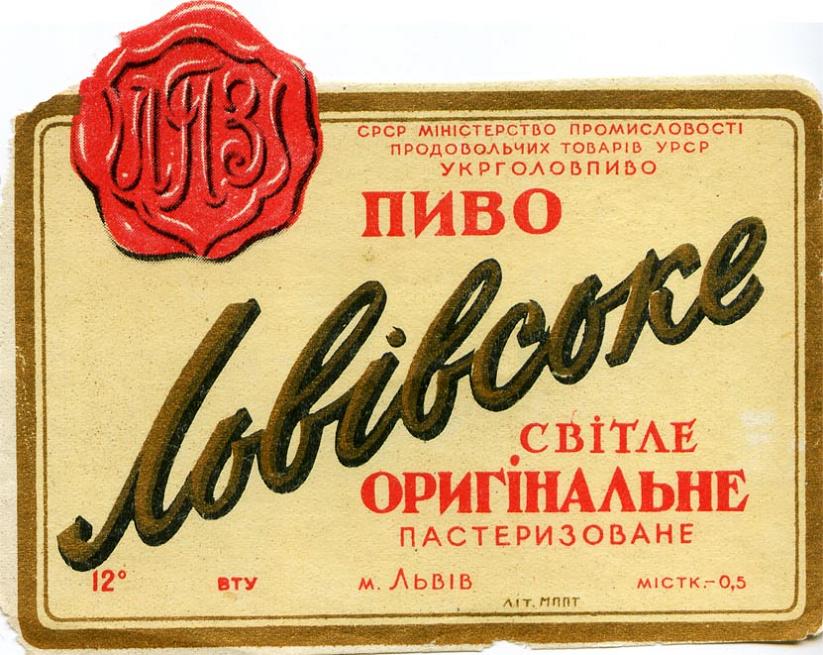 ЛПЗ
СРСР МІНІСТЕРСТВО ПРОМИСЛОВОСТІ
ПРОДОВОЛЬЧИХ ТОВАРІВ УРСР
УКРГОЛОВПИВО
ПИВО
Львівське
СВІТЛЕ
ОРИГІНАЛЬНЕ
ПАСТЕРИЗОВАНЕ
12° ВТУ м. ЛЬВІВ МІСТК.-0,5
ЛІТ. МППТ